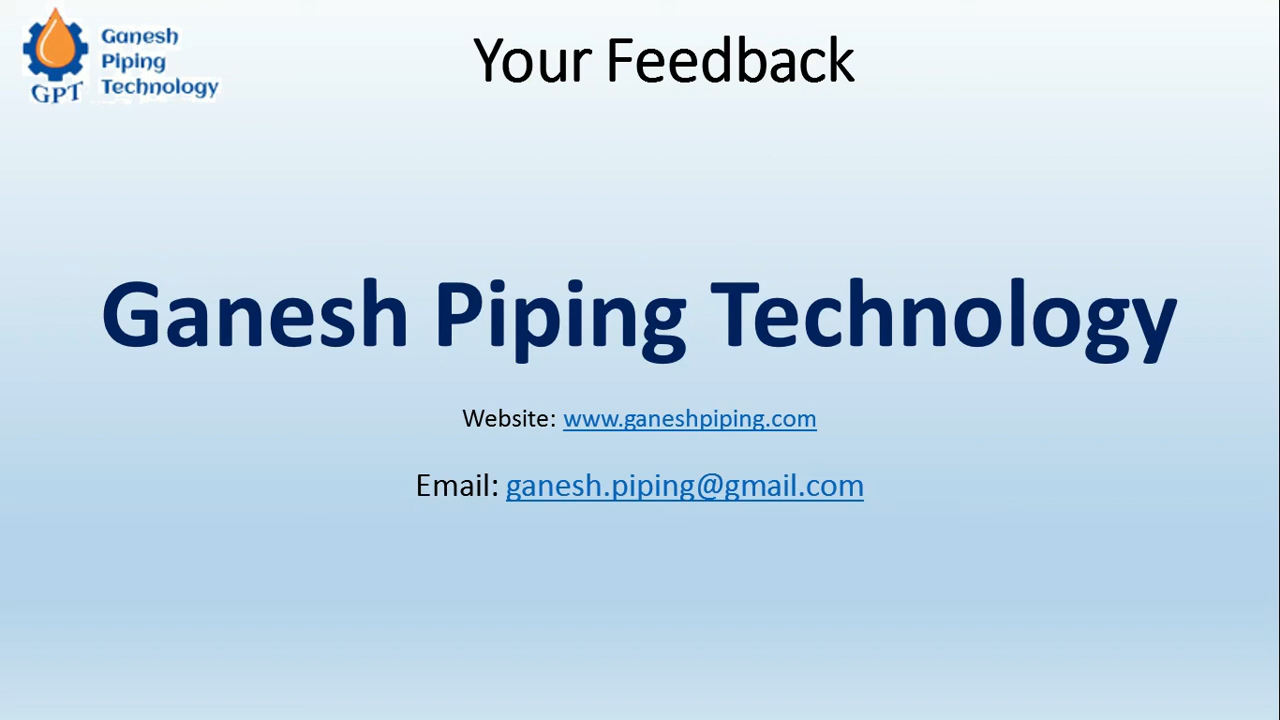 Ganesh
Piping
Technology
GPT
Your Feedback
Ganesh Piping Technology
Website: www.ganeshpiping.com
Email: ganesh.piping@gmail.com